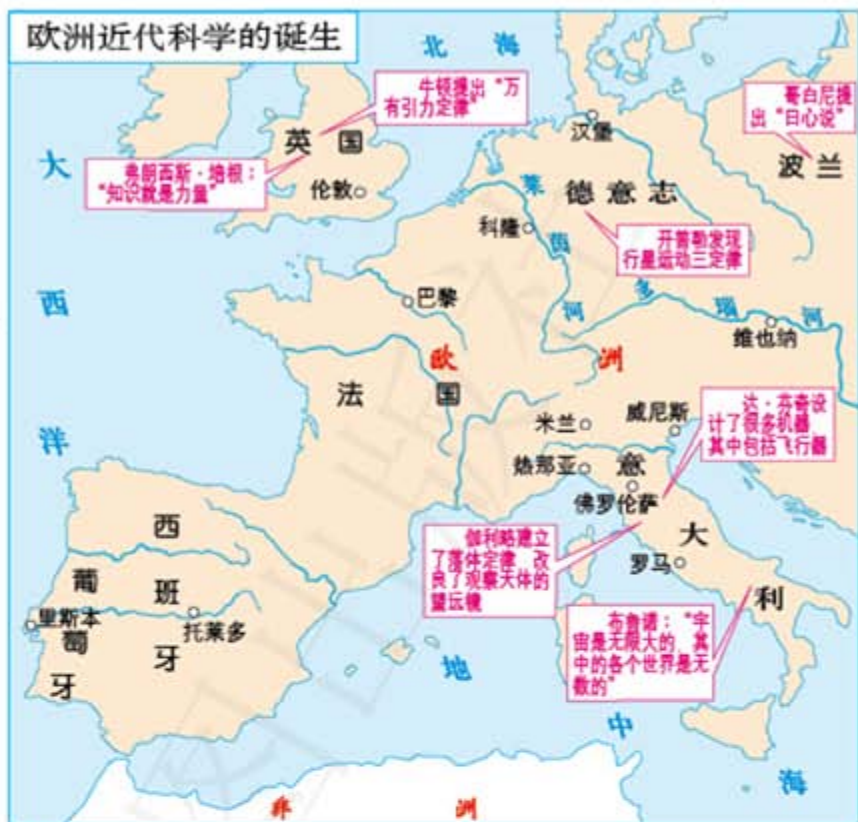 欧洲近代科学的诞生
北海
牛顿提出“万
有引力定律”
哥白尼提
出“日心说”
汉堡
英国
波兰
大西洋
弗朗西斯·培根：
“知识就是力量”
伦敦
莱茵河
德意志
科隆
开普勒发现
行星运动三定律
多瑙河
巴黎
维也纳
欧洲
法国
米兰
威尼斯
达·芬奇设
计了很多机器
其中包括飞行器
热那亚
意大利
佛罗伦萨
西班牙
伽利略建立
了落体定律 改
良了观察天体的
望远镜
罗马
葡萄牙
里斯本
托莱多
布鲁诺：“宇
宙是无限大的 其
中的各个世界是无
数的”
地中海
非洲